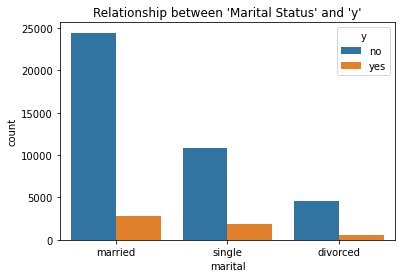 Relationship between 'Marital Status' and 'y'
y
no
yes
25000
20000
15000
10000
5000
0
count
married
single
divorced
marital